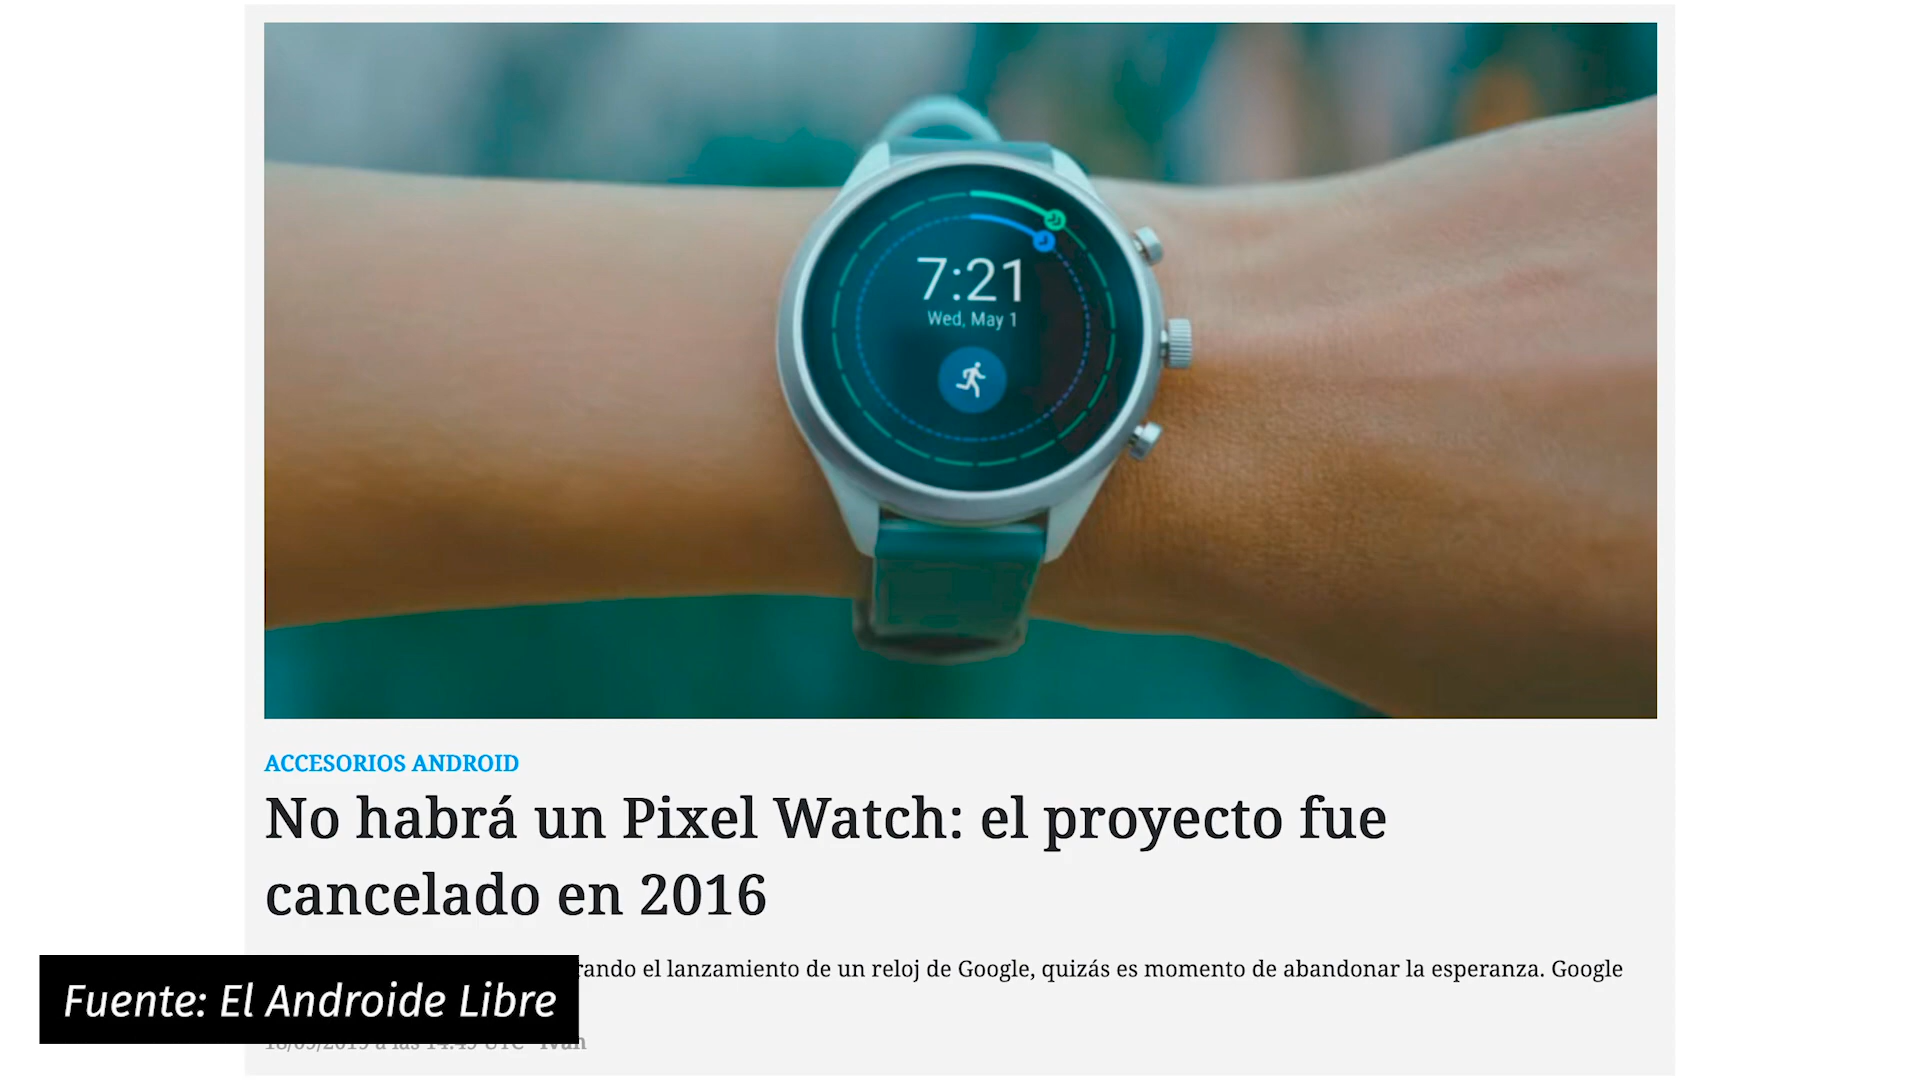 7:21
Wed, May 1
ACCESORIOS ANDROID
No habrá un Pixel Watch: el proyecto fue
cancelado en 2016
el lanzamiento de un reloj de Google, quizás es momento de abandonar la esperanza. Google
Fuente: El Androide Libre